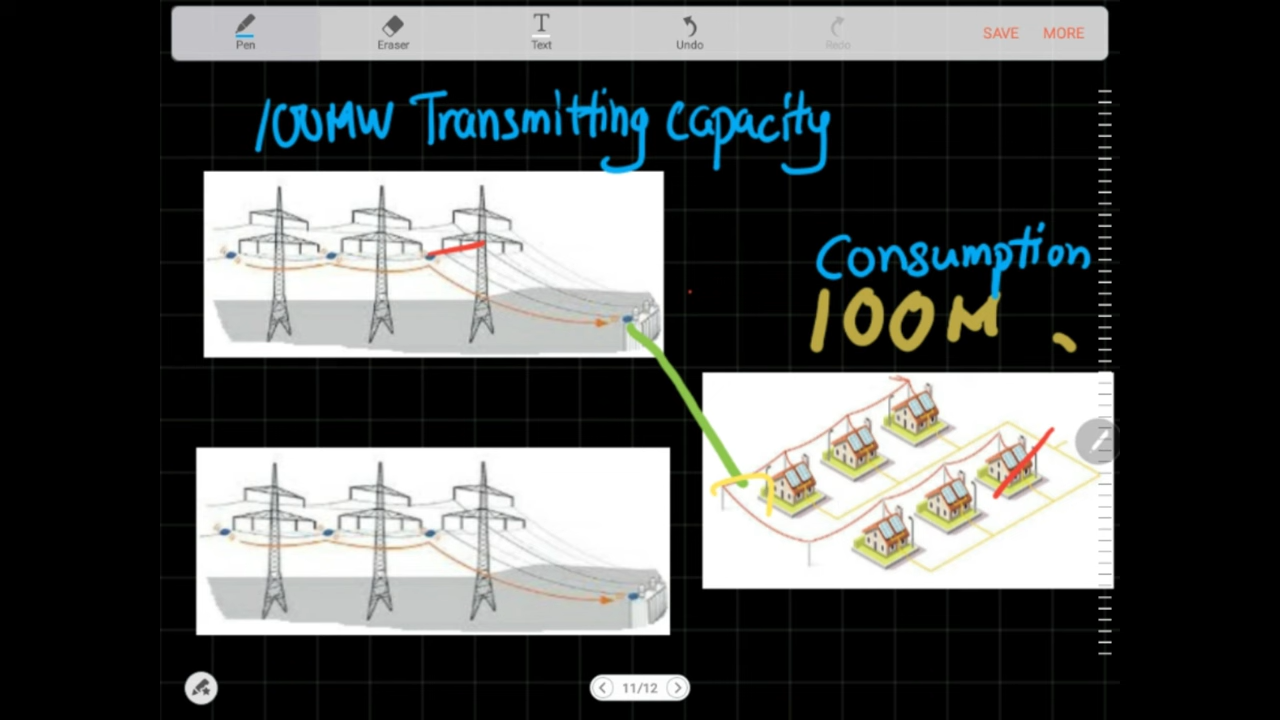 Pen Eraser Text Undo Redo SAVE MORE
100MW Transmitting capacity
Consumption
100M
11/12